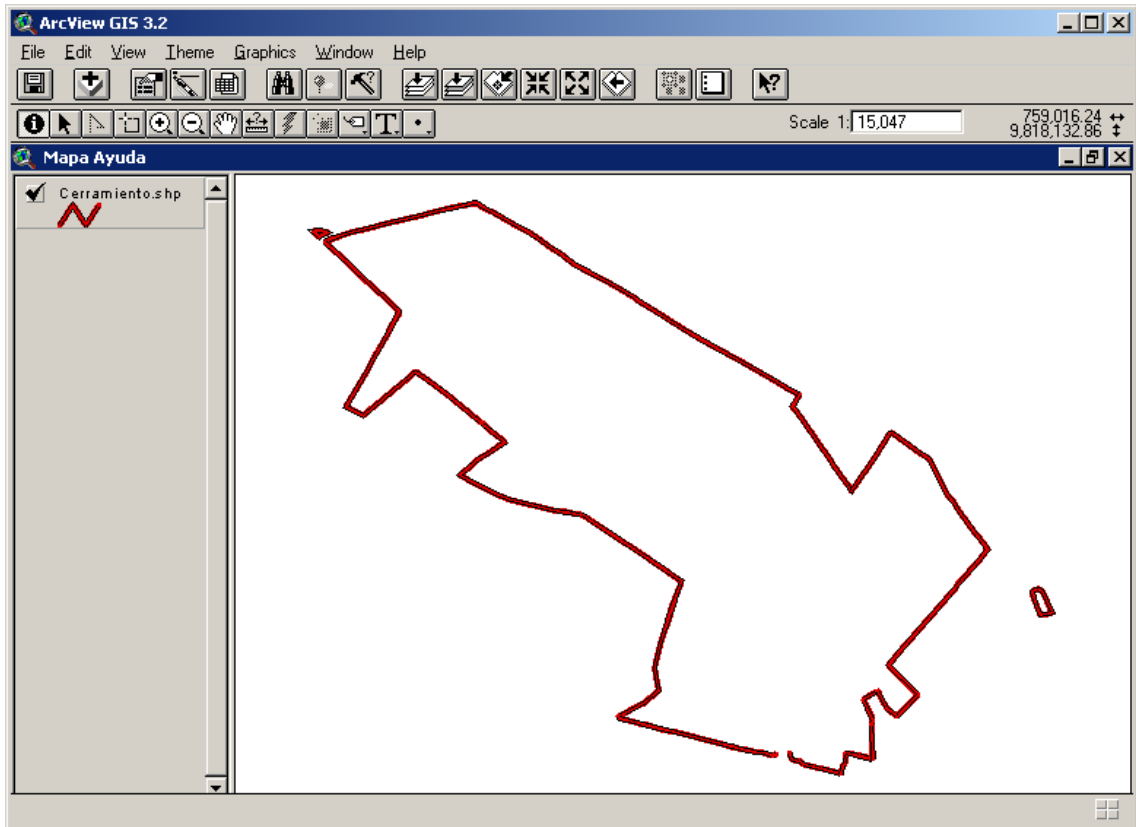 ArcView GIS 3.2
File Edit View Theme Graphics Window Help
Scale 1: 15,047
759,016.24
9,818,132.86
Mapa Ayuda
Cerramiento.shp